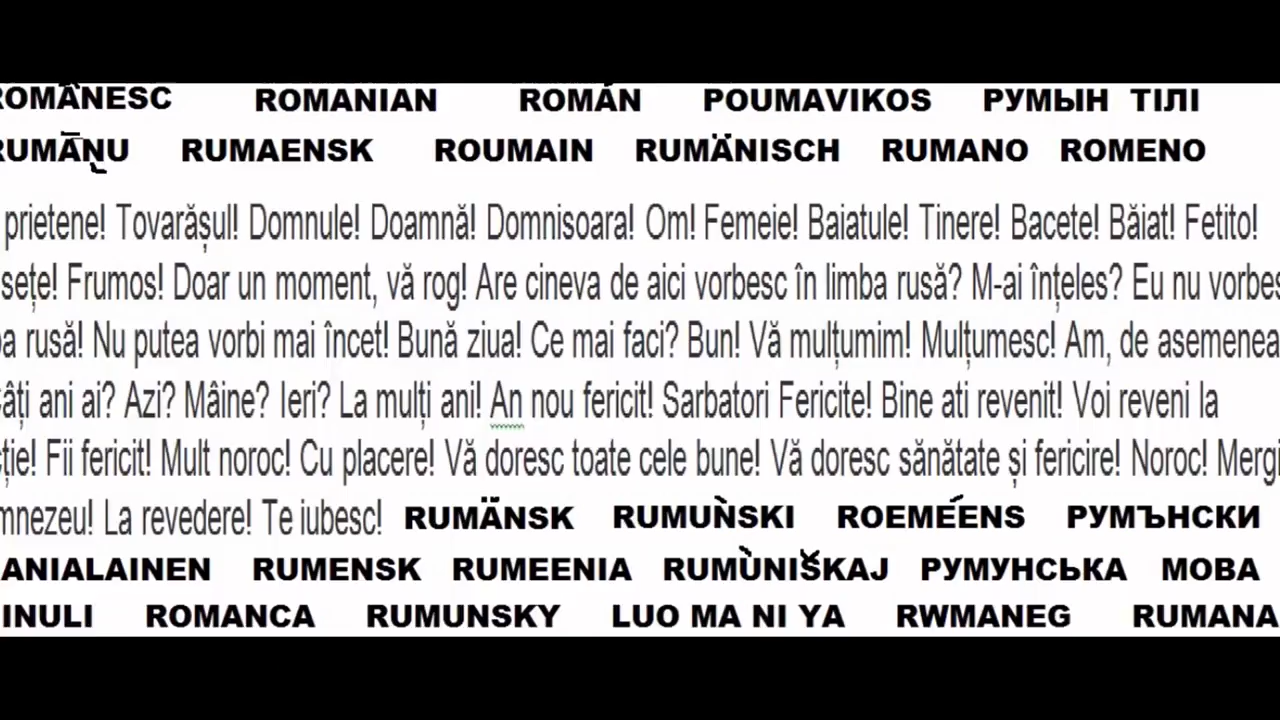 ROMÂNESC ROMANIAN ROMÁN POUMAVIKOS РУМЫН ТІЛІ
RUMĀŅU RUMAENSK ROUMAIN RUMÄNISCH RUMANO ROMENO
prietene! Tovarășul! Domnule! Doamnă! Domnisoara! Om! Femeie! Baiatule! Tinere! Bacete! Băiat! Fetito!
sețe! Frumos! Doar un moment, vă rog! Are cineva de aici vorbesc în limba rusă? M-ai înțeles? Eu nu vorbes
ba rusă! Nu putea vorbi mai încet! Bună ziua! Ce mai faci? Bun! Vă mulțumim! Mulțumesc! Am, de asemenea
Câți ani ai? Azi? Mâine? Ieri? La mulți ani! An nou fericit! Sarbatori Fericite! Bine ati revenit! Voi reveni la
cție! Fii fericit! Mult noroc! Cu placere! Vă doresc toate cele bune! Vă doresc sănătate și fericire! Noroc! Mergi
mnezeu! La revedere! Te iubesc! RUMÄNSK RUMUǸSKI ROEMEÉENS РУМЪНСКИ
ANIALAINEN RUMENSK RUMEENIA RUMÙNIŠKAJ РУМУНСЬКА МОВА
INULI ROMANCA RUMUNSKY LUO MA NI YA RWMANEG RUMANA